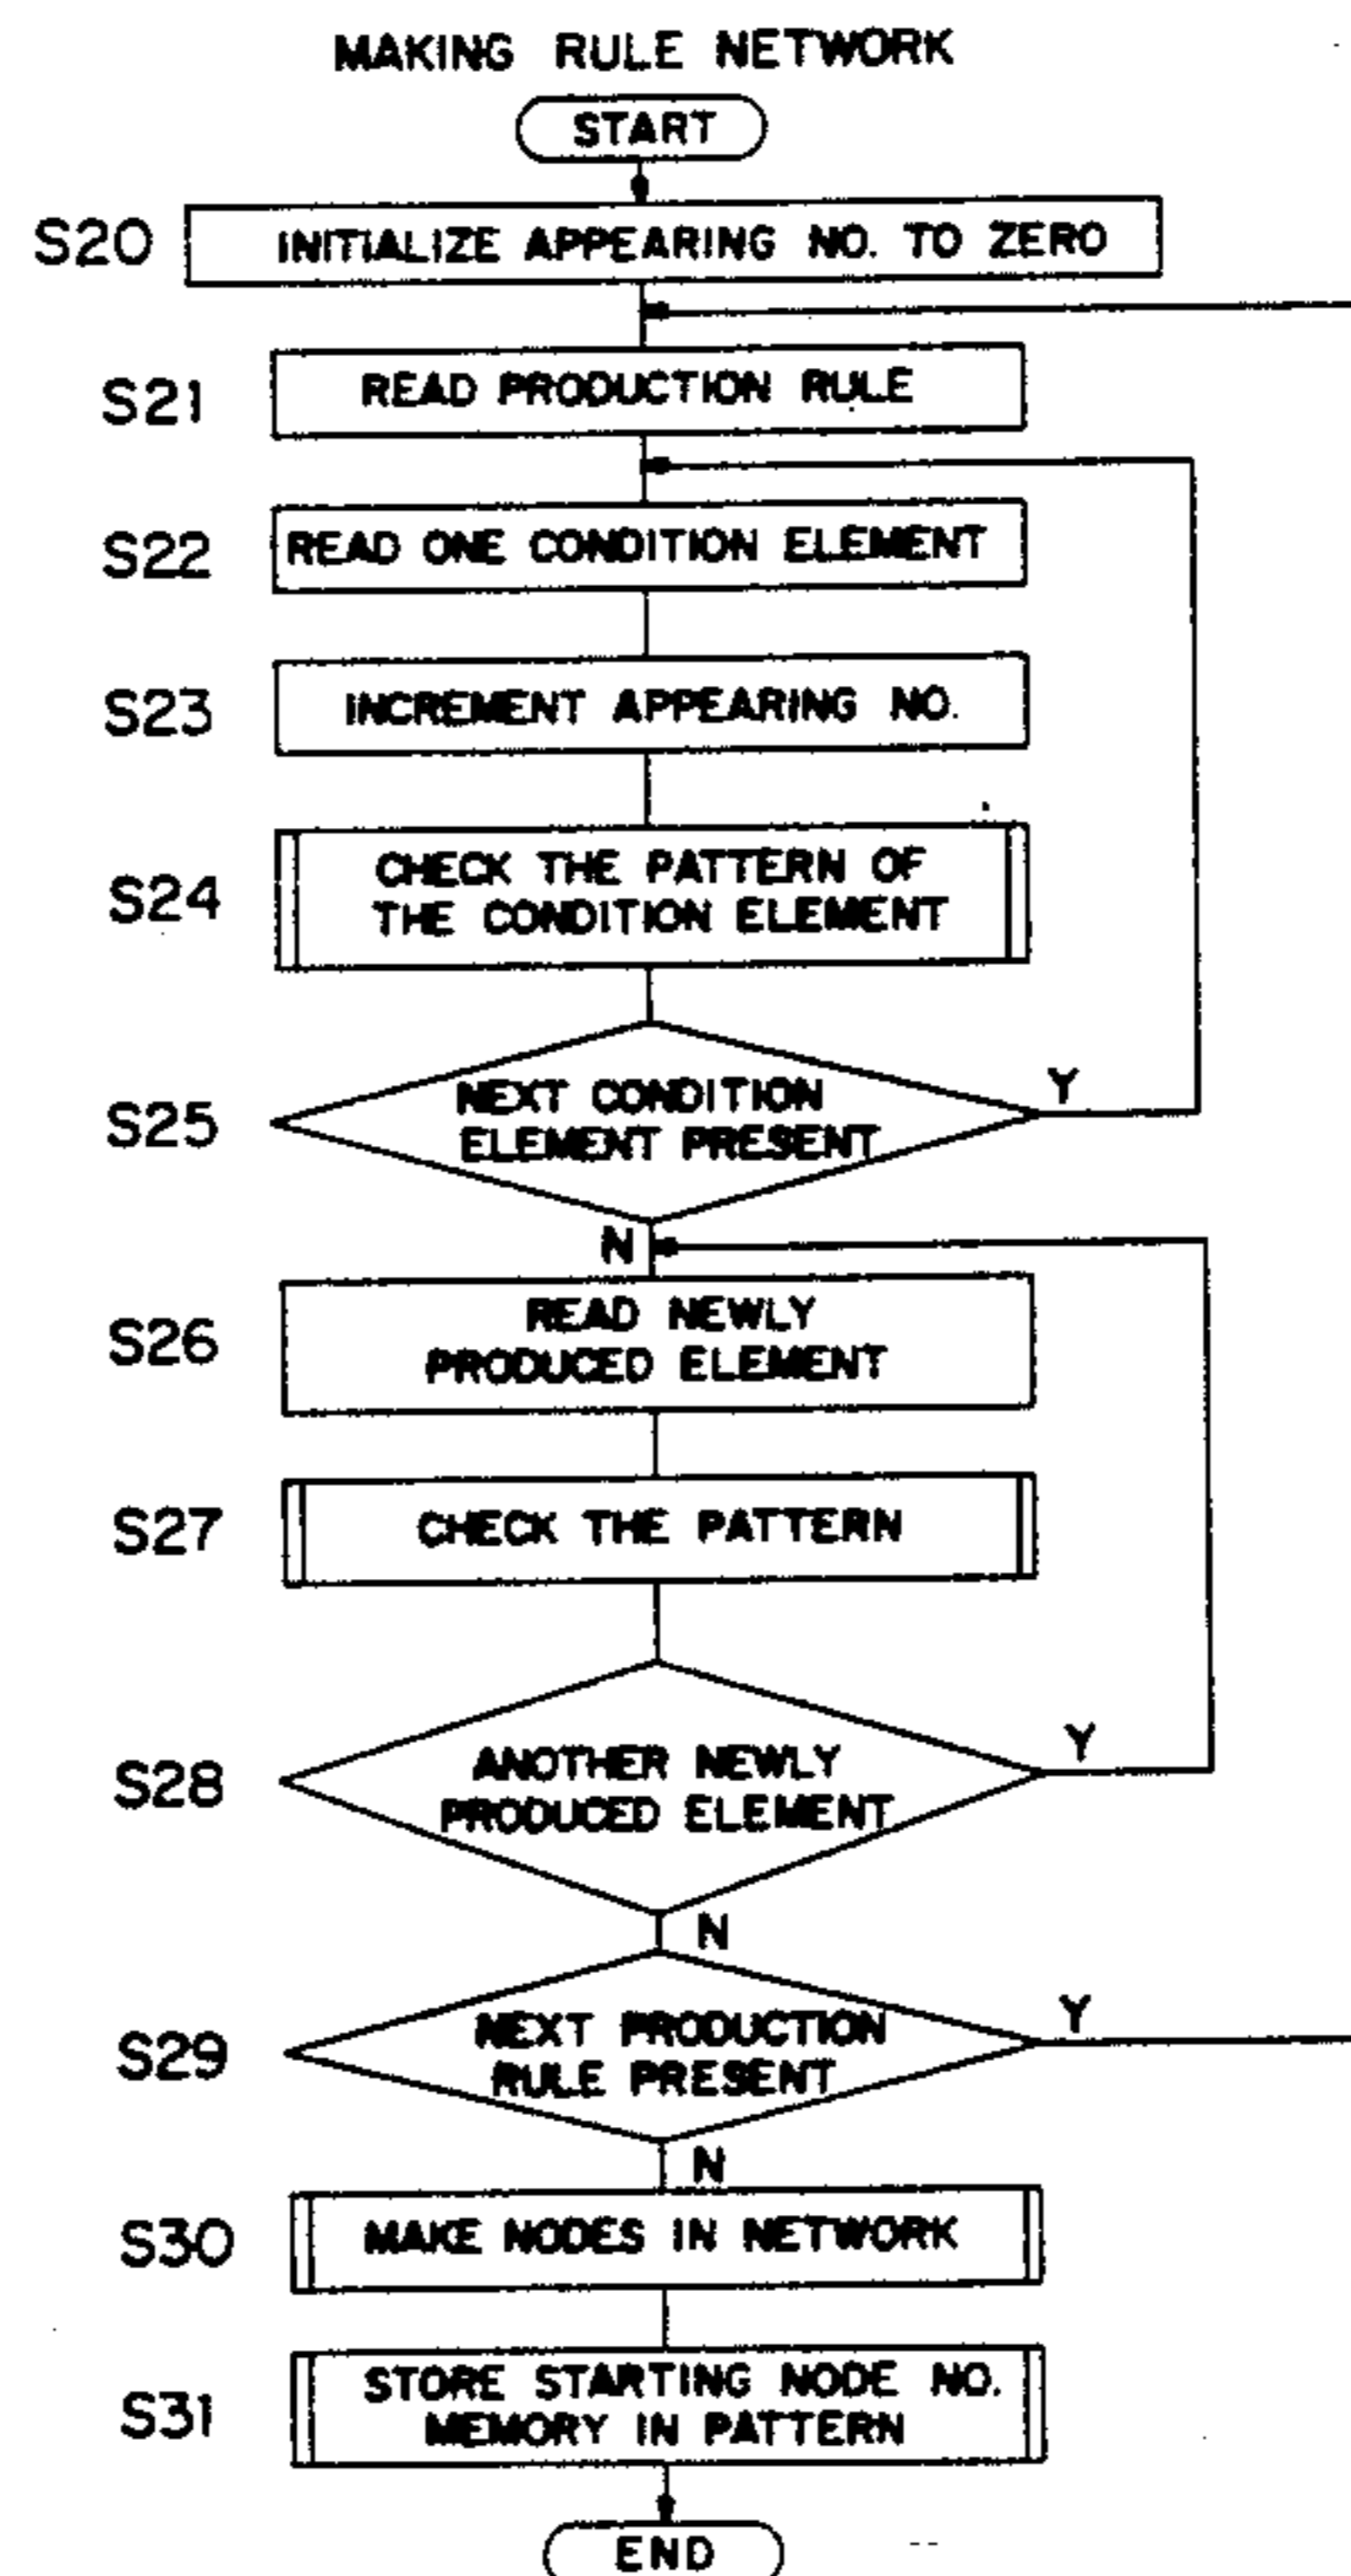 MAKING RULE NETWORK
START
S20
INITIALIZE APPEARING NO. TO ZERO
S21
READ PRODUCTION RULE
S22
READ ONE CONDITION ELEMENT
S23
INCREMENT APPEARING NO.
S24
CHECK THE PATTERN OF
THE CONDITION ELEMENT
S25
NEXT CONDITION
ELEMENT PRESENT
Y
N
S26
READ NEWLY
PRODUCED ELEMENT
S27
CHECK THE PATTERN
S28
ANOTHER NEWLY
PRODUCED ELEMENT
Y
N
S29
NEXT PRODUCTION
RULE PRESENT
Y
N
S30
MAKE NODES IN NETWORK
S31
STORE STARTING NODE NO.
MEMORY IN PATTERN
END